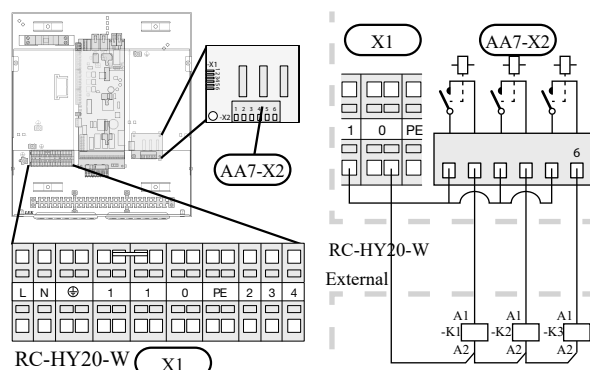 -X1
123456
1 2 3 4 5 6
-X2
AA7-X2
L N 1 1 0 PE 2 3 4
RC-HY20-W
X1
X1
AA7-X2
1 0 PE
6
RC-HY20-W
External
A1 A1 A1
-K1 -K2 -K3
A2 A2 A2